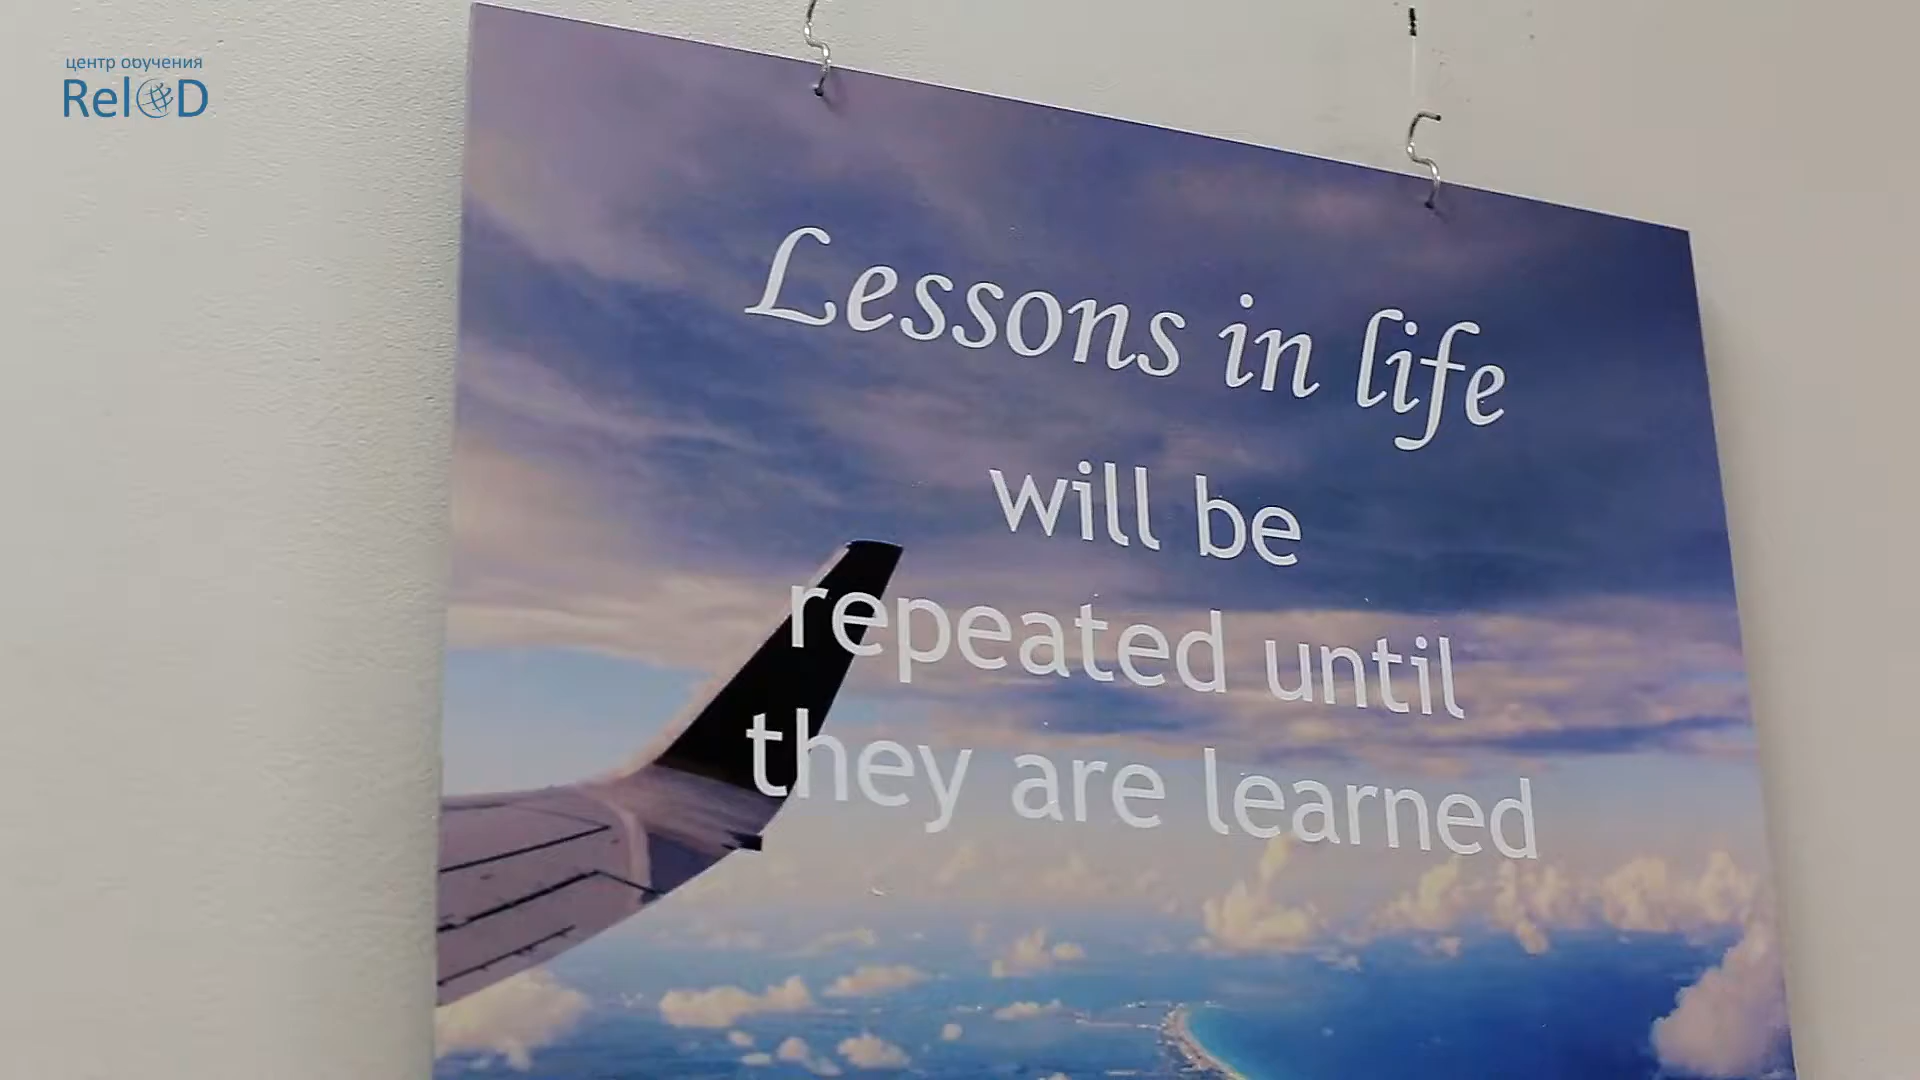 центр обучения
Relod
Lessons in life
will be
repeated until
they are learned